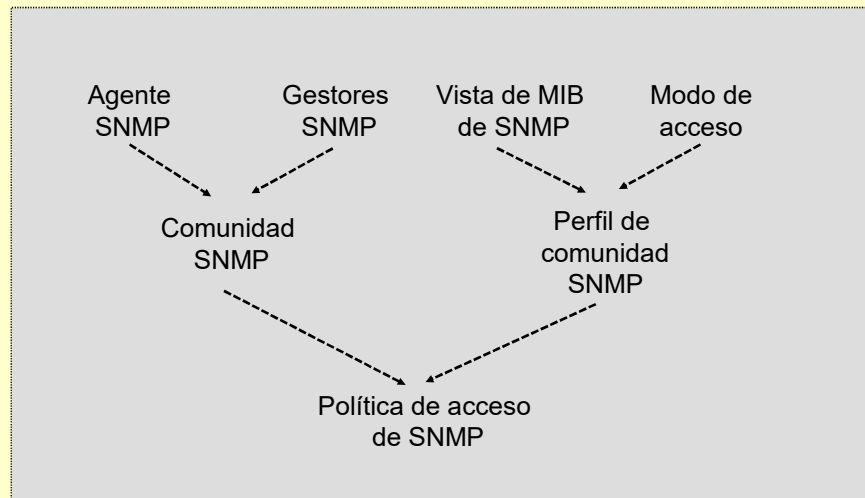 Agente
SNMP
Gestores
SNMP
Vista de MIB
de SNMP
Modo de
acceso
Comunidad
SNMP
Perfil de
comunidad
SNMP
Política de acceso
de SNMP